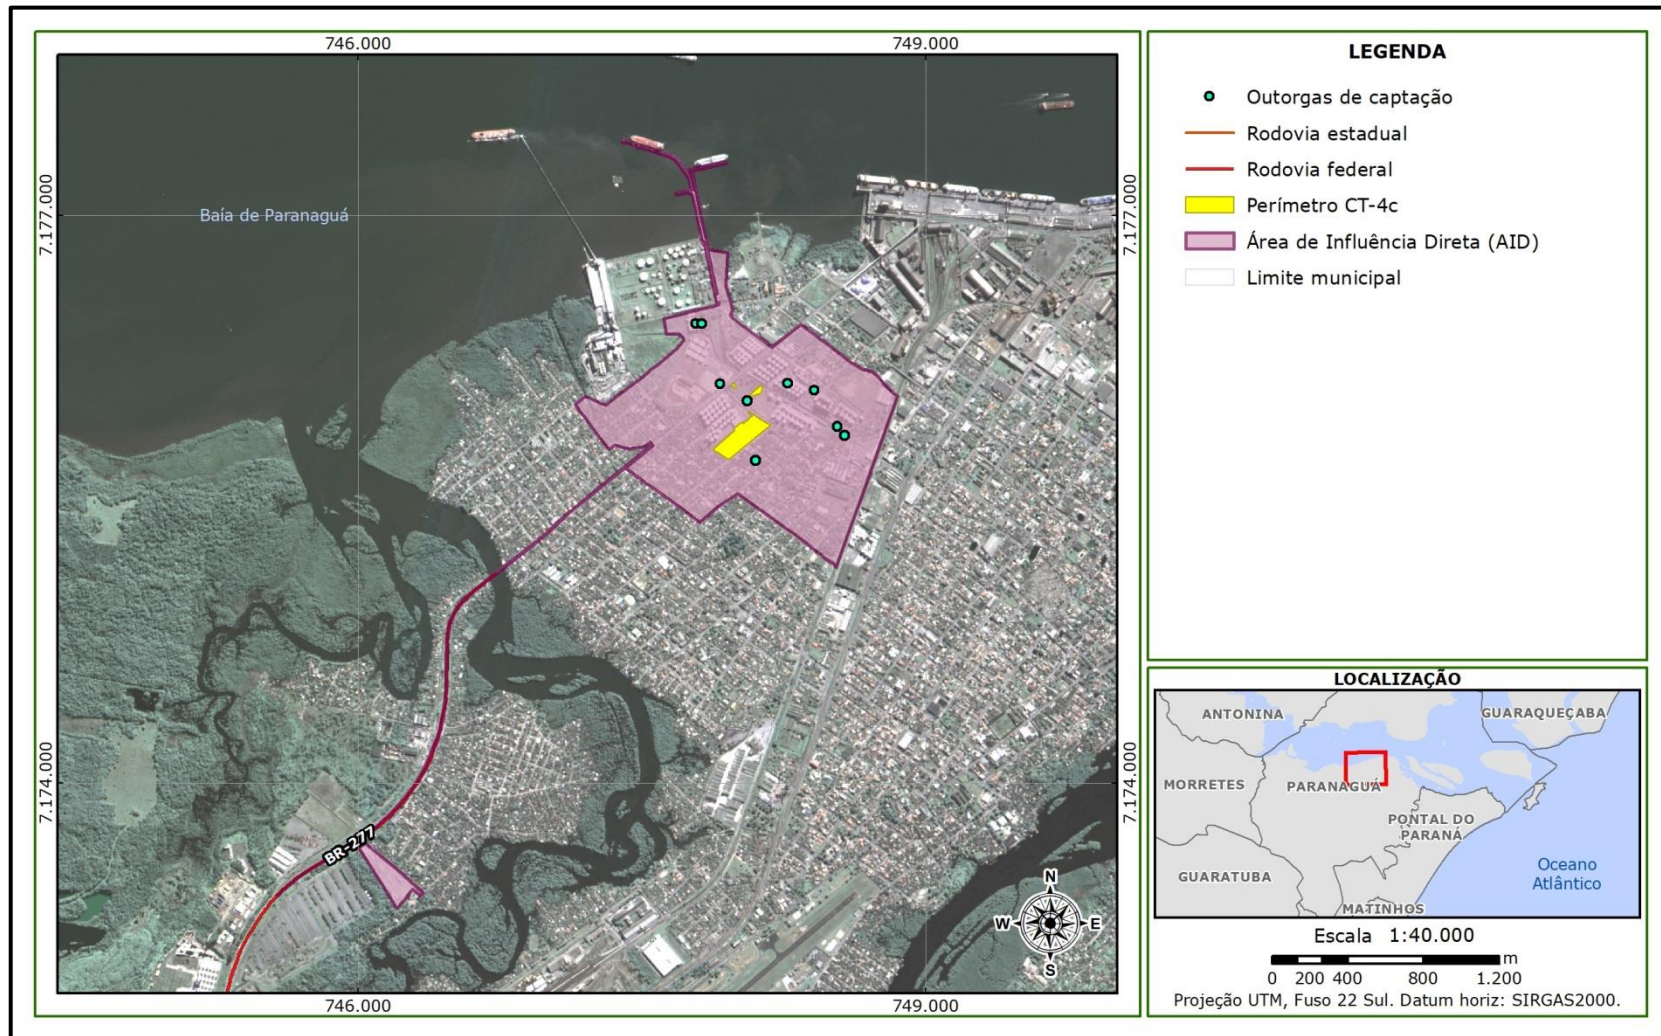 746.000
749.000
7.177.000
7.177.000
Baía de Paranaguá
7.174.000
7.174.000
BR-277
N
W
E
S
746.000
749.000
LEGENDA
Outorgas de captação
Rodovia estadual
Rodovia federal
Perímetro CT-4c
Área de Influência Direta (AID)
Limite municipal
LOCALIZAÇÃO
ANTONINA
GUARAQUEÇABA
MORRETES
PARANAGUÁ
PONTAL DO
PARANÁ
GUARATUBA
Oceano
Atlântico
MATINHOS
Escala 1:40.000
0 200 400 800 1.200 m
Projeção UTM, Fuso 22 Sul. Datum horiz: SIRGAS2000.